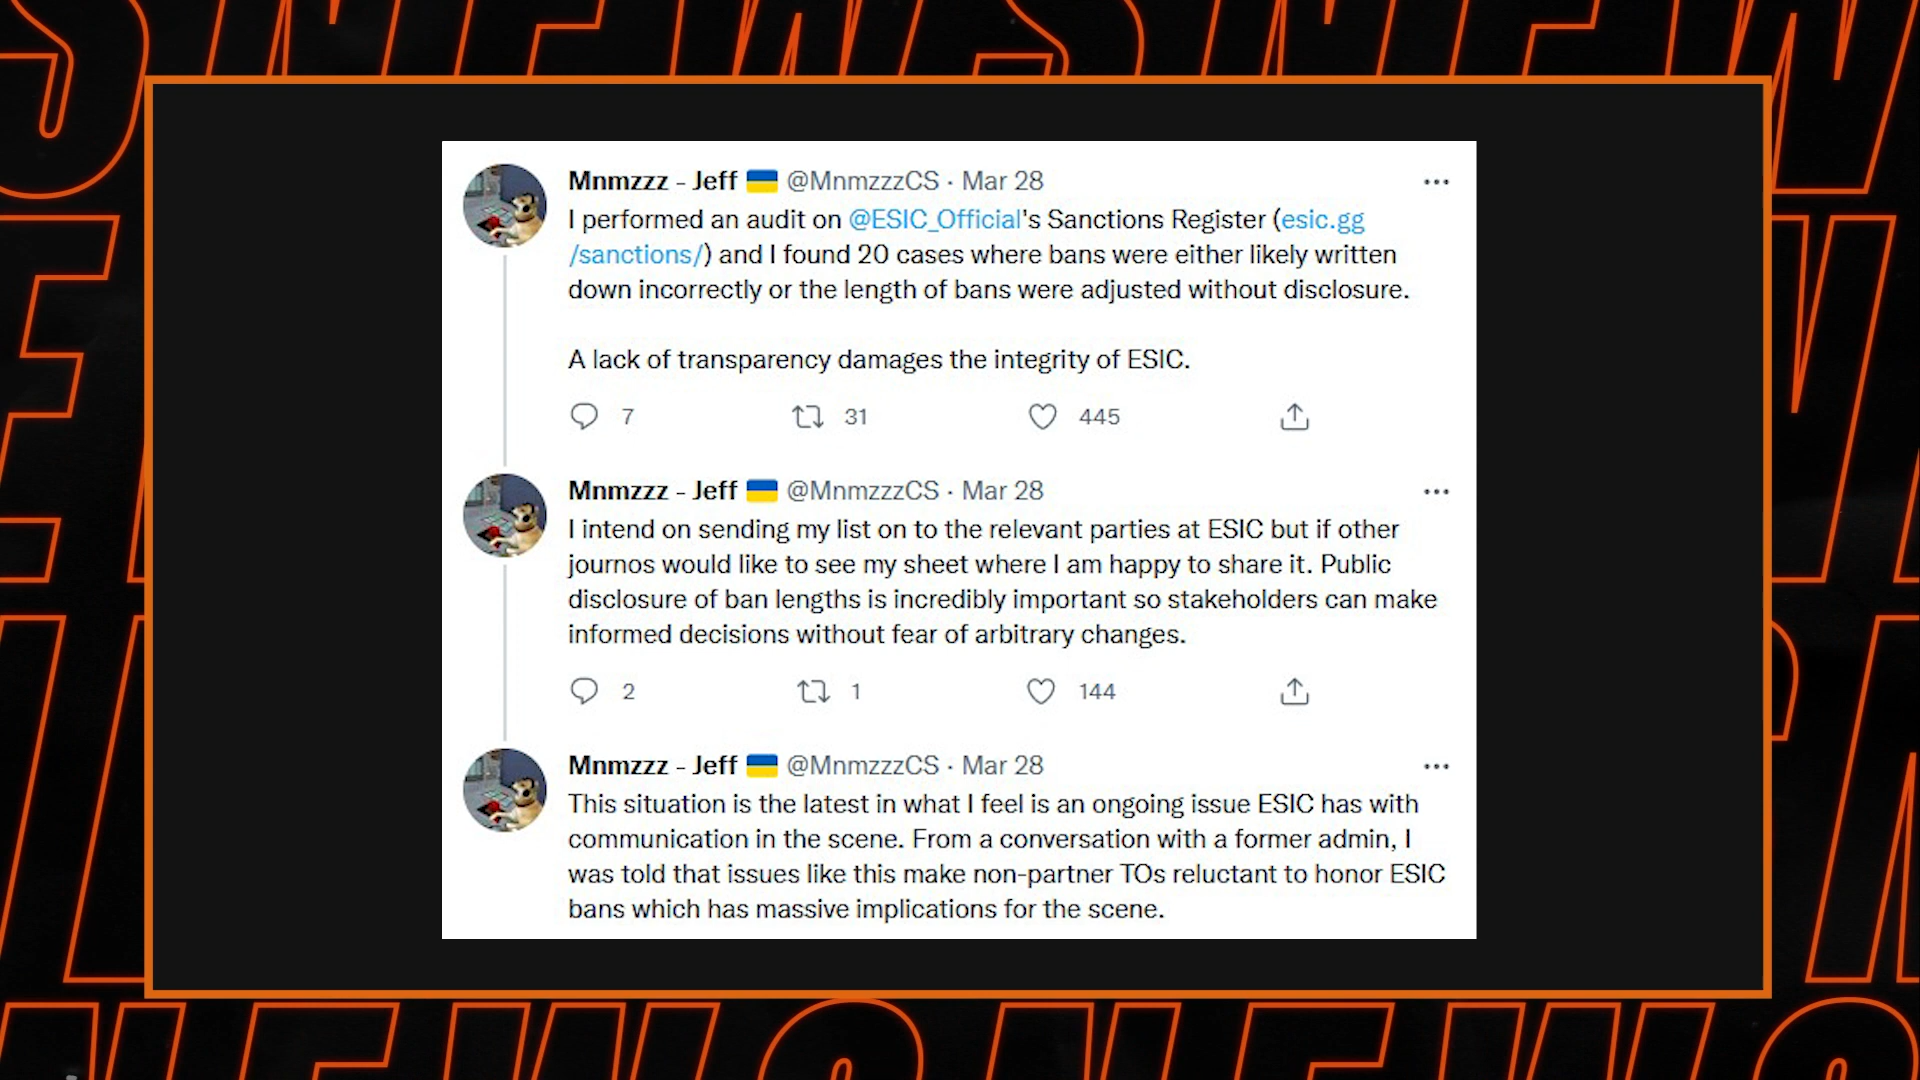 NEWSNEWSNEW
Mnmzzz - Jeff 🇺🇦 @MnmzzzCS · Mar 28
I performed an audit on @ESIC_Official's Sanctions Register (esic.gg
/sanctions/) and I found 20 cases where bans were either likely written
down incorrectly or the length of bans were adjusted without disclosure.
A lack of transparency damages the integrity of ESIC.
7 31 445
Mnmzzz - Jeff 🇺🇦 @MnmzzzCS · Mar 28
I intend on sending my list on to the relevant parties at ESIC but if other
journos would like to see my sheet where I am happy to share it. Public
disclosure of ban lengths is incredibly important so stakeholders can make
informed decisions without fear of arbitrary changes.
2 1 144
Mnmzzz - Jeff 🇺🇦 @MnmzzzCS · Mar 28
This situation is the latest in what I feel is an ongoing issue ESIC has with
communication in the scene. From a conversation with a former admin, I
was told that issues like this make non-partner TOs reluctant to honor ESIC
bans which has massive implications for the scene.
NEWSNEWS